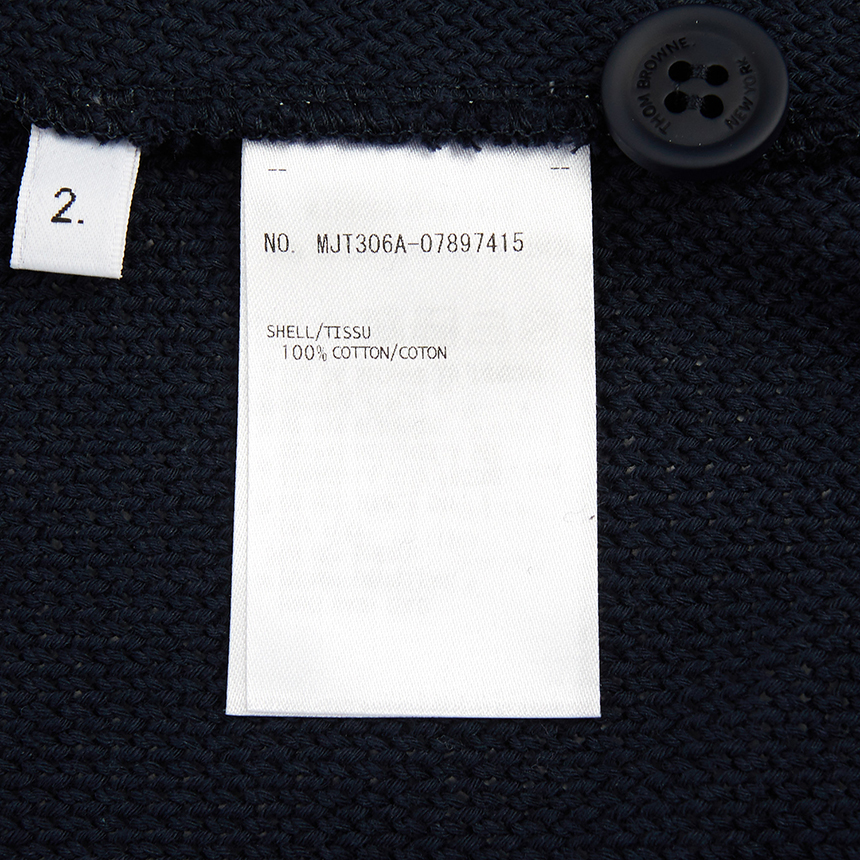 THOM BROWNE.
NEW YORK
2.
-- --
NO. MJT306A-07897415
SHELL/TISSU
100% COTTON/COTON